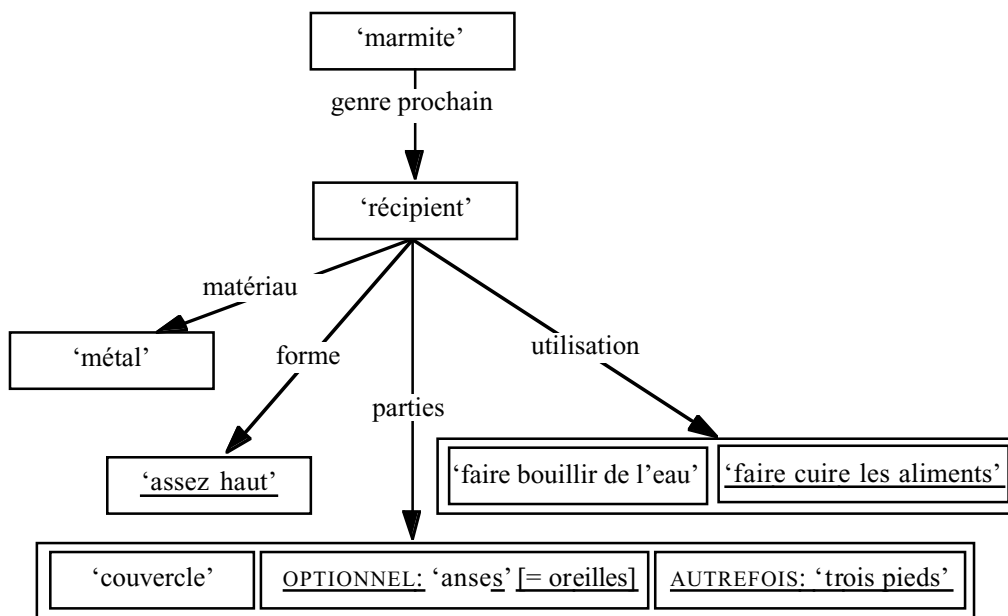 ‘marmite’
genre prochain
‘récipient’
matériau
‘métal’
forme
utilisation
parties
‘assez haut’
‘faire bouillir de l’eau’ ‘faire cuire les aliments’
‘couvercle’ OPTIONNEL: ‘anses’ [= oreilles] AUTREFOIS: ‘trois pieds’